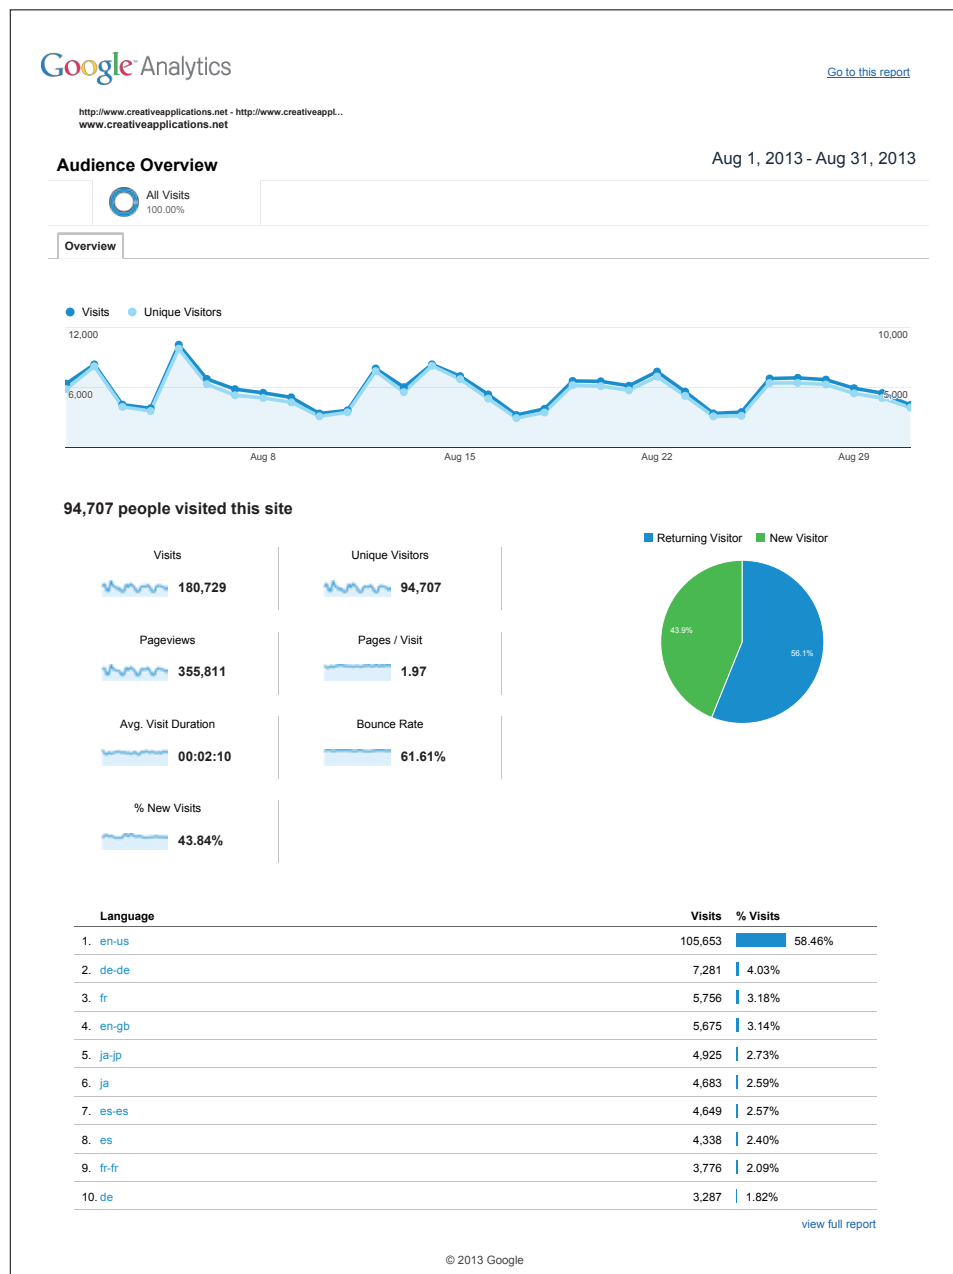 Google Analytics
Go to this report
http://www.creativeapplications.net - http://www.creativeappl...
www.creativeapplications.net
Audience Overview
Aug 1, 2013 - Aug 31, 2013
All Visits
100.00%
Overview
Visits Unique Visitors
12,000 10,000
6,000 5,000
Aug 8 Aug 15 Aug 22 Aug 29
94,707 people visited this site
Returning Visitor New Visitor
Visits Unique Visitors
180,729 94,707
43.9%
56.1%
Pageviews Pages / Visit
355,811 1.97
Avg. Visit Duration Bounce Rate
00:02:10 61.61%
% New Visits
43.84%
Language Visits % Visits
1. en-us 105,653 58.46%
2. de-de 7,281 4.03%
3. fr 5,756 3.18%
4. en-gb 5,675 3.14%
5. ja-jp 4,925 2.73%
6. ja 4,683 2.59%
7. es-es 4,649 2.57%
8. es 4,338 2.40%
9. fr-fr 3,776 2.09%
10. de 3,287 1.82%
view full report
© 2013 Google